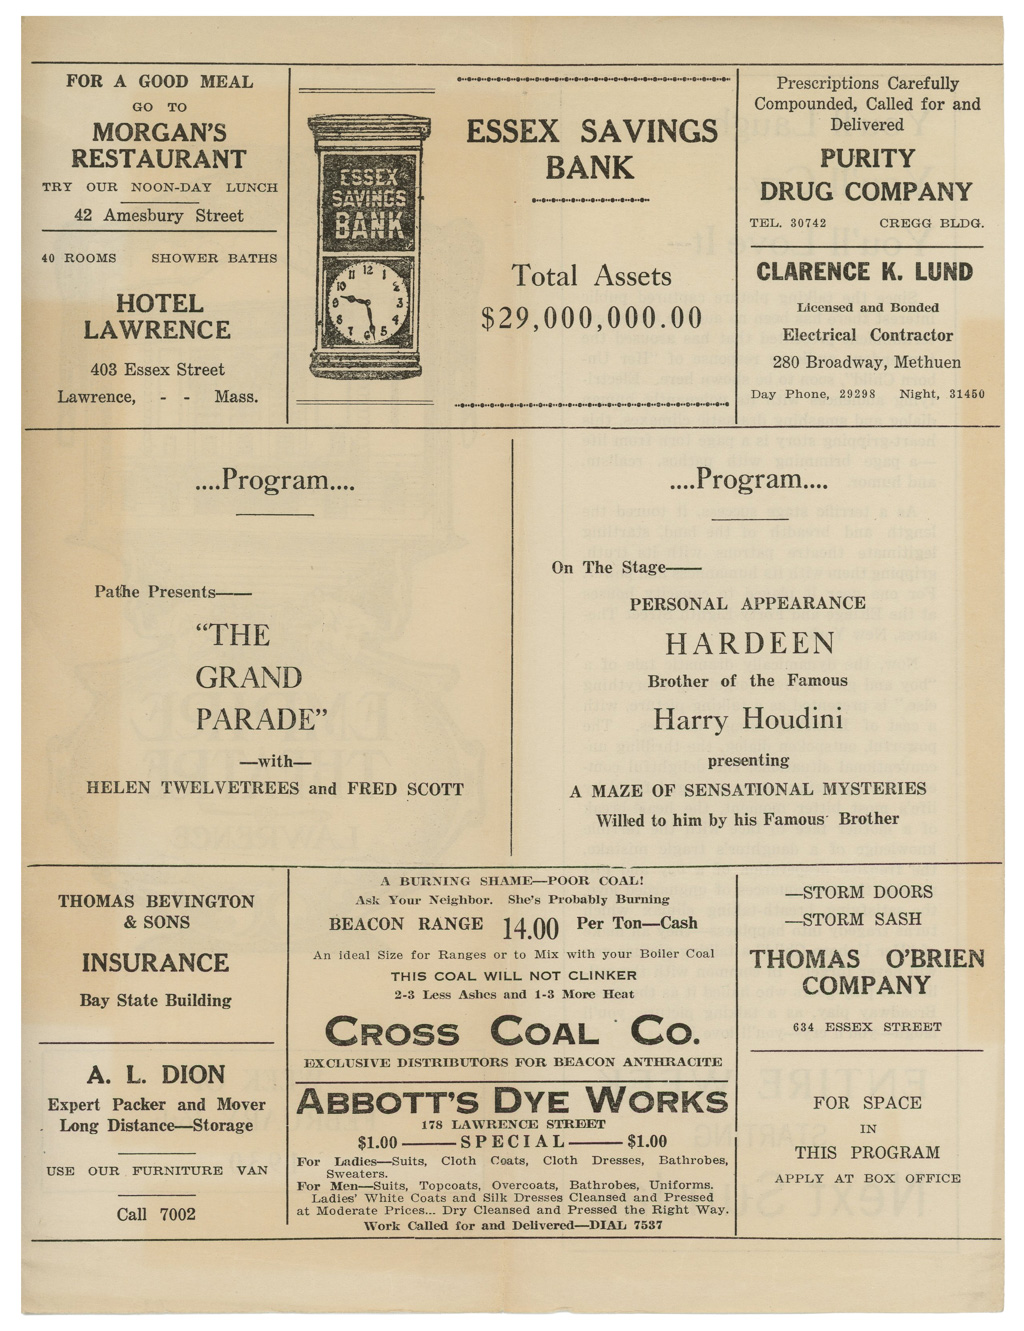 FOR A GOOD MEAL
GO TO
MORGAN'S
RESTAURANT
TRY OUR NOON-DAY LUNCH
42 Amesbury Street
40 ROOMS SHOWER BATHS
HOTEL
LAWRENCE
403 Essex Street
Lawrence, - - Mass.
ESSEX
SAVINGS
BANK
11 12 1
10 2
9 3
8 4
7 6 5
ESSEX SAVINGS
BANK
Total Assets
$29,000,000.00
Prescriptions Carefully
Compounded, Called for and
Delivered
PURITY
DRUG COMPANY
TEL. 30742 CREGG BLDG.
CLARENCE K. LUND
Licensed and Bonded
Electrical Contractor
280 Broadway, Methuen
Day Phone, 29298 Night, 31450
....Program....
Pathe Presents——
"THE
GRAND
PARADE"
—with—
HELEN TWELVETREES and FRED SCOTT
....Program....
On The Stage——
PERSONAL APPEARANCE
HARDEEN
Brother of the Famous
Harry Houdini
presenting
A MAZE OF SENSATIONAL MYSTERIES
Willed to him by his Famous Brother
THOMAS BEVINGTON
& SONS
INSURANCE
Bay State Building
A. L. DION
Expert Packer and Mover
Long Distance—Storage
USE OUR FURNITURE VAN
Call 7002
A BURNING SHAME—POOR COAL!
Ask Your Neighbor. She's Probably Burning
BEACON RANGE 14.00 Per Ton—Cash
An ideal Size for Ranges or to Mix with your Boiler Coal
THIS COAL WILL NOT CLINKER
2-3 Less Ashes and 1-3 More Heat
CROSS COAL CO.
EXCLUSIVE DISTRIBUTORS FOR BEACON ANTHRACITE
ABBOTT'S DYE WORKS
178 LAWRENCE STREET
$1.00 ——— SPECIAL ——— $1.00
For Ladies—Suits, Cloth Coats, Cloth Dresses, Bathrobes,
Sweaters.
For Men—Suits, Topcoats, Overcoats, Bathrobes, Uniforms.
Ladies' White Coats and Silk Dresses Cleansed and Pressed
at Moderate Prices... Dry Cleansed and Pressed the Right Way.
Work Called for and Delivered—DIAL 7537
—STORM DOORS
—STORM SASH
THOMAS O'BRIEN
COMPANY
634 ESSEX STREET
FOR SPACE
IN
THIS PROGRAM
APPLY AT BOX OFFICE